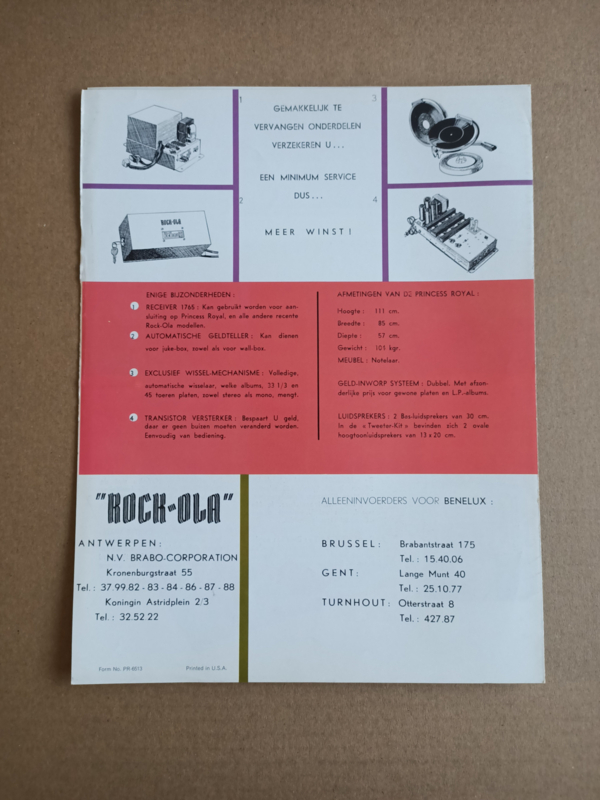 1
GEMAKKELIJK TE
VERVANGEN ONDERDELEN
VERZEKEREN U...
3
EEN MINIMUM SERVICE
DUS...
2
4
MEER WINST!
ROCK-OLA
ENIGE BIJZONDERHEDEN:
1 RECEIVER 1765: Kan gebruikt worden voor aan-
sluiting op Princess Royal, en alle andere recente
Rock-Ola modellen.
2 AUTOMATISCHE GELDTELLER: Kan dienen
voor juke-box, zowel als voor wall-box.
3 EXCLUSIEF WISSEL-MECHANISME: Volledige,
automatische wisselaar, welke albums, 33 1/3 en
45 toeren platen, zowel stereo als mono, mengt.
4 TRANSISTOR VERSTERKER: Bespaart U geld,
daar er geen buizen moeten veranderd worden.
Eenvoudig van bediening.
AFMETINGEN VAN DE PRINCESS ROYAL:
Hoogte: 111 cm.
Breedte: 85 cm.
Diepte: 57 cm.
Gewicht: 101 kgr.
MEUBEL: Notelaar.
GELD-INWORP SYSTEEM: Dubbel. Met afzon-
derlijke prijs voor gewone platen en L.P.-albums.
LUIDSPREKERS: 2 Bas-luidsprekers van 30 cm.
In de «Tweeter-Kit» bevinden zich 2 ovale
hoogtoonluidsprekers van 13 x 20 cm.
"ROCK-OLA"
ANTWERPEN:
N.V. BRABO-CORPORATION
Kronenburgstraat 55
Tel.: 37.99.82 - 83 - 84 - 86 - 87 - 88
Koningin Astridplein 2/3
Tel.: 32.52.22
Form No. PR-6013
Printed in U.S.A.
ALLEENINVOERDERS VOOR BENELUX:
BRUSSEL: Brabantstraat 175
Tel.: 15.40.06
GENT: Lange Munt 40
Tel.: 25.10.77
TURNHOUT: Otterstraat 8
Tel.: 427.87